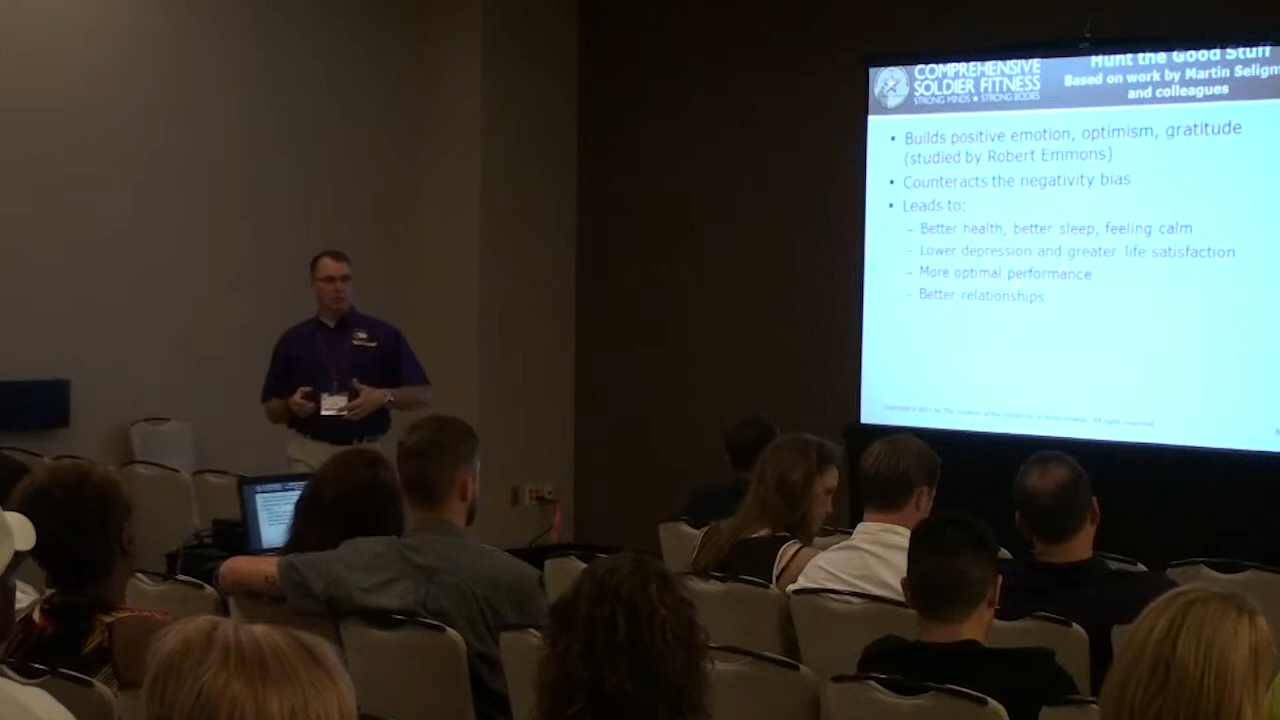 COMPREHENSIVE
SOLDIER FITNESS
STRONG MINDS ★ STRONG BODIES
Hunt the Good Stuff
Based on work by Martin Seligm
and colleagues
• Builds positive emotion, optimism, gratitude
(studied by Robert Emmons)
• Counteracts the negativity bias
• Leads to:
– Better health, better sleep, feeling calm
– Lower depression and greater life satisfaction
– More optimal performance
– Better relationships